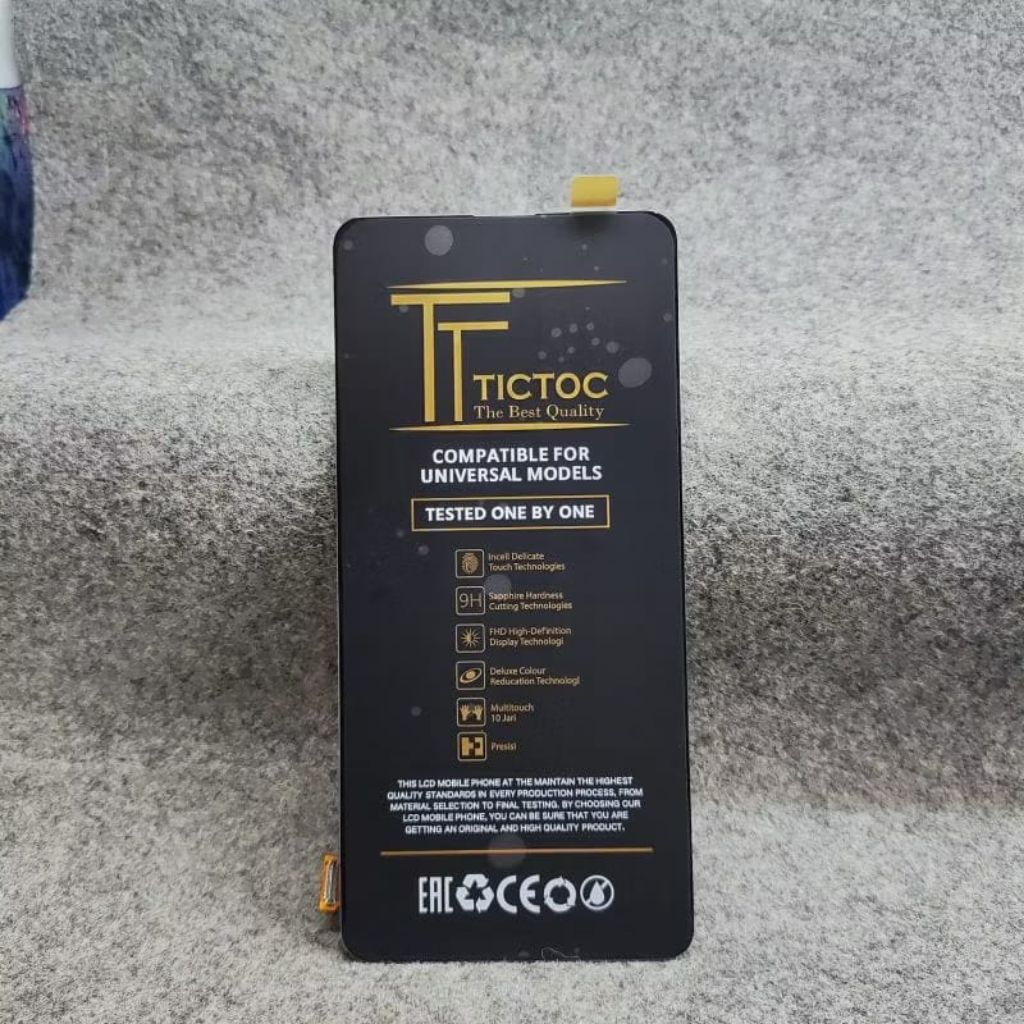 TT
TICTOC
The Best Quality
COMPATIBLE FOR
UNIVERSAL MODELS
TESTED ONE BY ONE
Incell Delicate
Touch Technologies
9H
Sapphire Hardness
Cutting Technologies
FHD High-Definition
Display Technologi
Deluxe Colour
Reducation Technologi
Multitouch
10 Jari
Presisi
THIS LCD MOBILE PHONE AT THE MAINTAIN THE HIGHEST
QUALITY STANDARDS IN EVERY PRODUCTION PROCESS, FROM
MATERIAL SELECTION TO FINAL TESTING. BY CHOOSING OUR
LCD MOBILE PHONE, YOU CAN BE SURE THAT YOU ARE
GETTING AN ORIGINAL AND HIGH QUALITY PRODUCT.
EAC CE